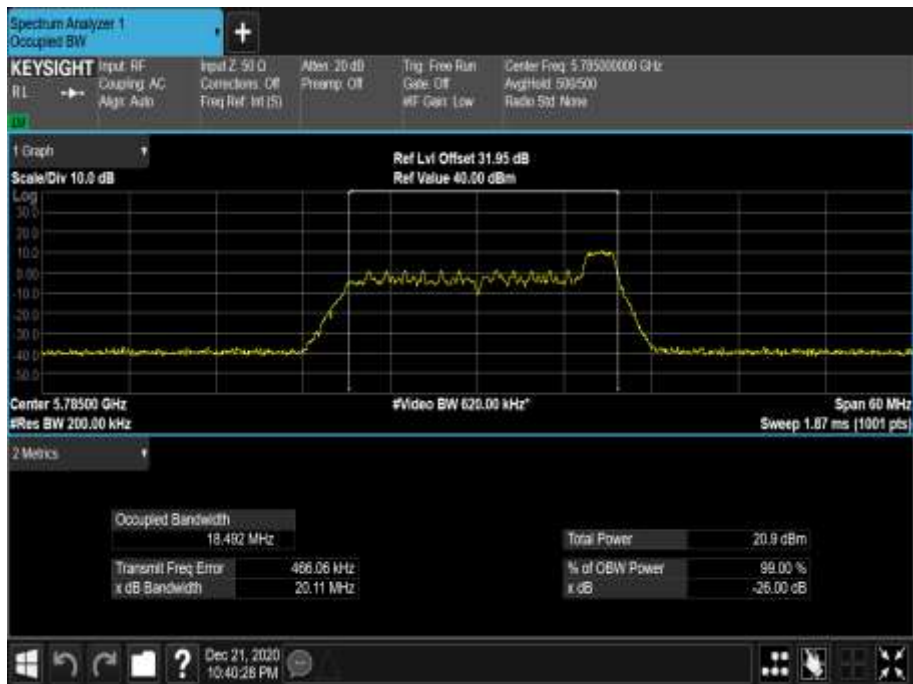 Spectrum Analyzer 1
Occupied BW
+
KEYSIGHT Input: RF Input Z: 50 Ω Atten: 20 dB Trig: Free Run Center Freq: 5.785000000 GHz
RL Coupling: AC Corrections: Off Preamp: Off Gate: Off Avg|Hold: 500/500
Align: Auto Freq Ref: Int (S) #IF Gain: Low Radio Std: None
1 Graph
Ref Lvl Offset 31.95 dB
Scale/Div 10.0 dB Ref Value 40.00 dBm
Log
30.0
20.0
10.0
0.00
-10.0
-20.0
-30.0
-40.0
-50.0
Center 5.78500 GHz #Video BW 620.00 kHz* Span 60 MHz
#Res BW 200.00 kHz Sweep 1.87 ms (1001 pts)
2 Metrics
Occupied Bandwidth
18.492 MHz Total Power 20.9 dBm
Transmit Freq Error 466.06 kHz % of OBW Power 99.00 %
x dB Bandwidth 20.11 MHz x dB -26.00 dB
? Dec 21, 2020
10:40:26 PM